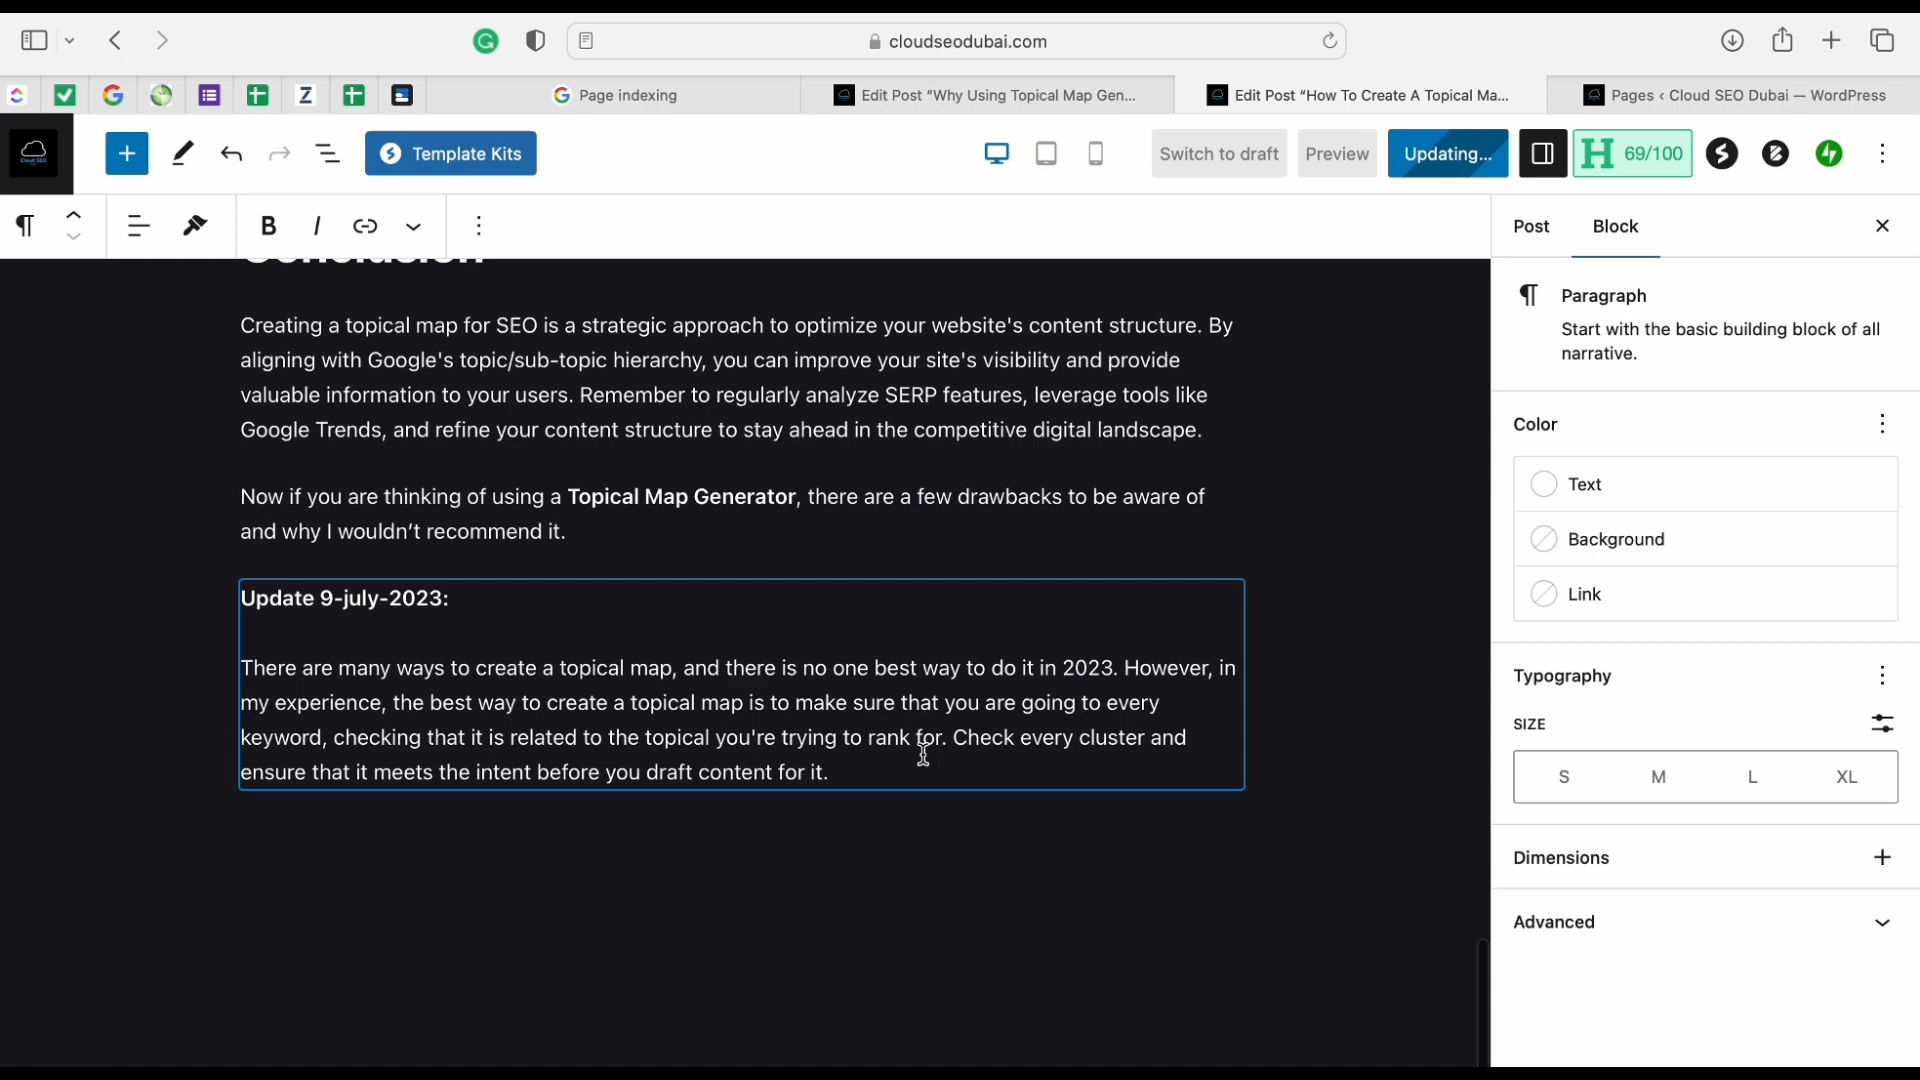 cloudseodubai.com
Page indexing
Edit Post “Why Using Topical Map Gen...
Edit Post “How To Create A Topical Ma...
Pages ‹ Cloud SEO Dubai — WordPress
Cloud SEO
Template Kits
Switch to draft
Preview
Updating...
69/100
Post
Block
Paragraph
Start with the basic building block of all
narrative.
Color
Text
Background
Link
Typography
SIZE
S M L XL
Dimensions
Advanced
Conclusion
Creating a topical map for SEO is a strategic approach to optimize your website's content structure. By
aligning with Google's topic/sub-topic hierarchy, you can improve your site's visibility and provide
valuable information to your users. Remember to regularly analyze SERP features, leverage tools like
Google Trends, and refine your content structure to stay ahead in the competitive digital landscape.
Now if you are thinking of using a Topical Map Generator, there are a few drawbacks to be aware of
and why I wouldn’t recommend it.
Update 9-july-2023:
There are many ways to create a topical map, and there is no one best way to do it in 2023. However, in
my experience, the best way to create a topical map is to make sure that you are going to every
keyword, checking that it is related to the topical you're trying to rank for. Check every cluster and
ensure that it meets the intent before you draft content for it.